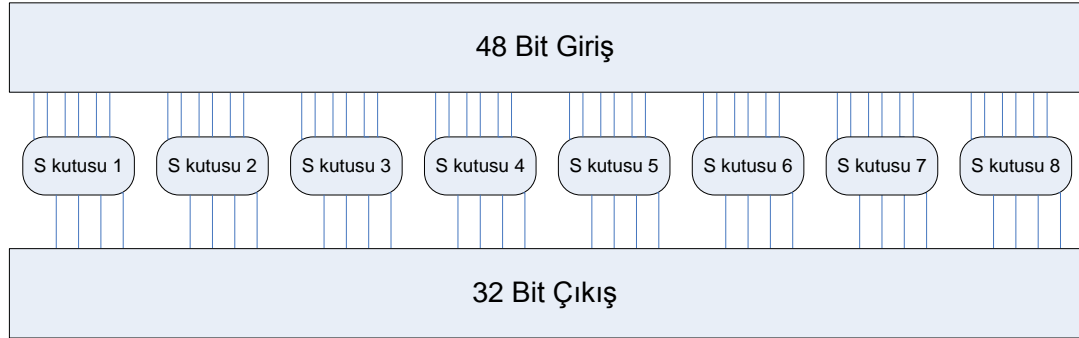 48 Bit Giriş
S kutusu 1
S kutusu 2
S kutusu 3
S kutusu 4
S kutusu 5
S kutusu 6
S kutusu 7
S kutusu 8
32 Bit Çıkış